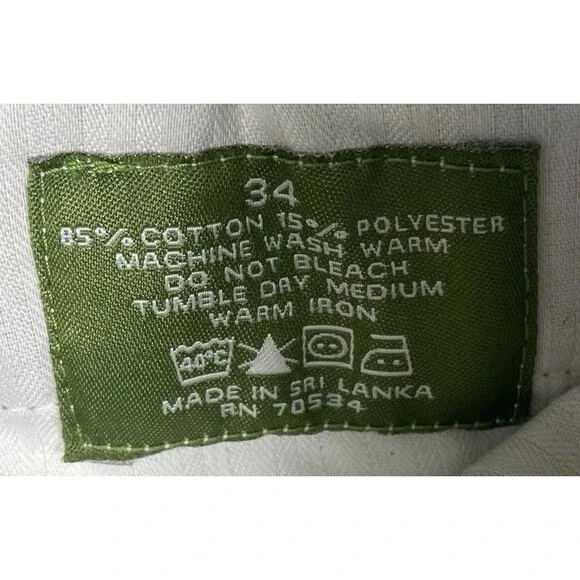 34
85% COTTON 15% POLYESTER
MACHINE WASH WARM
DO NOT BLEACH
TUMBLE DRY MEDIUM
WARM IRON
40°C
MADE IN SRI LANKA
RN 70534